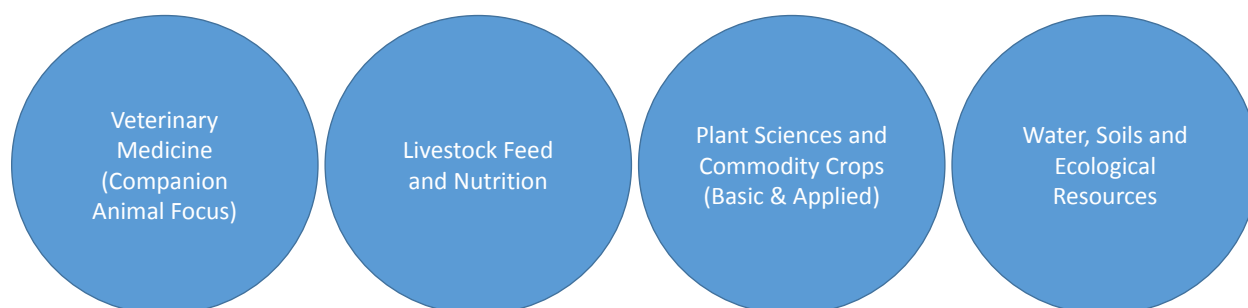 Veterinary
Medicine
(Companion
Animal Focus)
Livestock Feed
and Nutrition
Plant Sciences and
Commodity Crops
(Basic & Applied)
Water, Soils and
Ecological
Resources